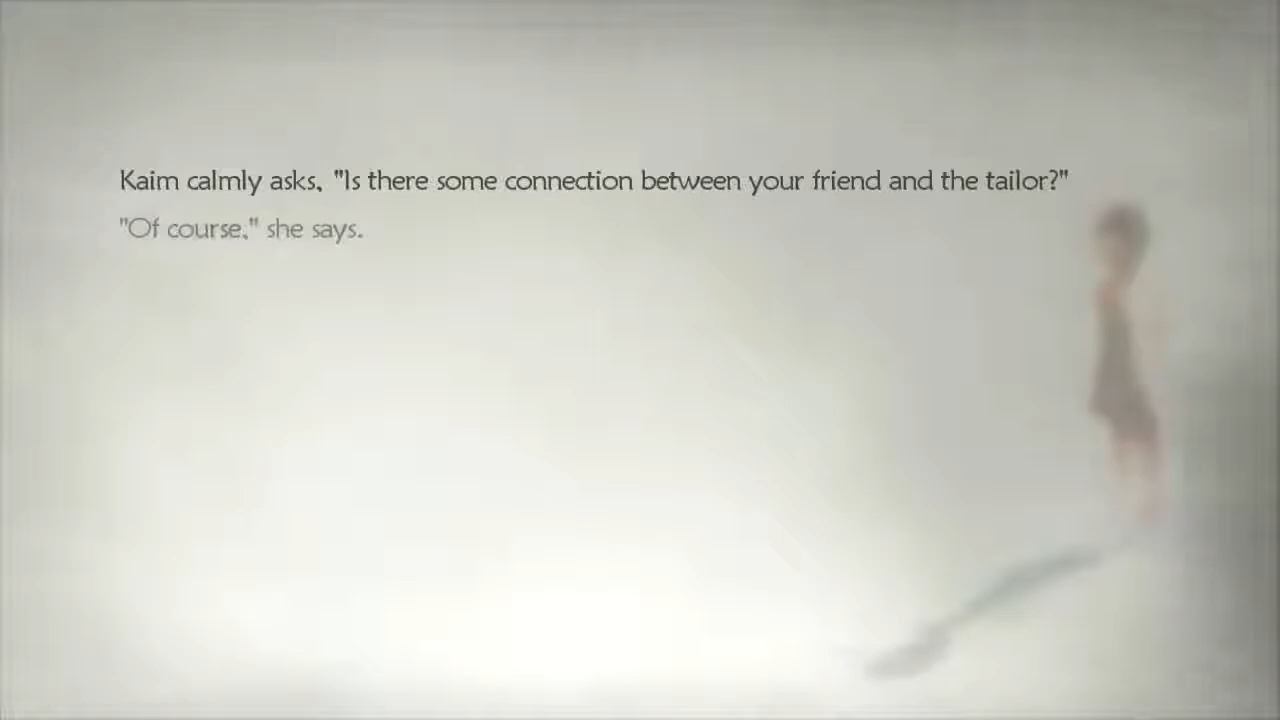 Kaim calmly asks, "Is there some connection between your friend and the tailor?"
"Of course," she says.